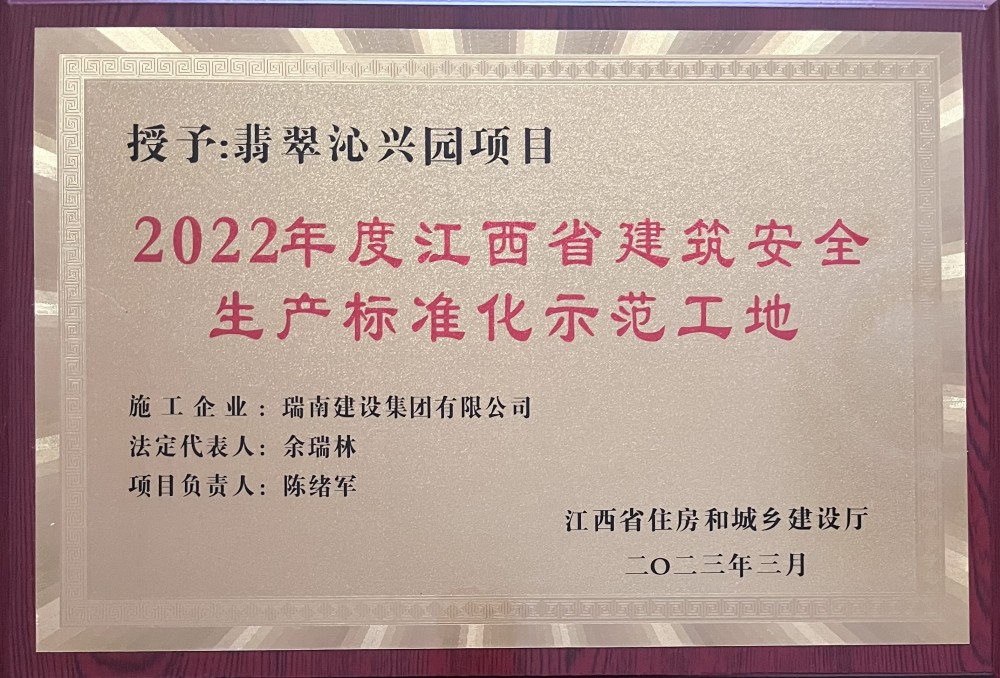 授予:翡翠沁兴园项目
2022年度江西省建筑安全
生产标准化示范工地
施工企业：瑞南建设集团有限公司
法定代表人：余瑞林
项目负责人：陈绪军
江西省住房和城乡建设厅
二〇二三年三月